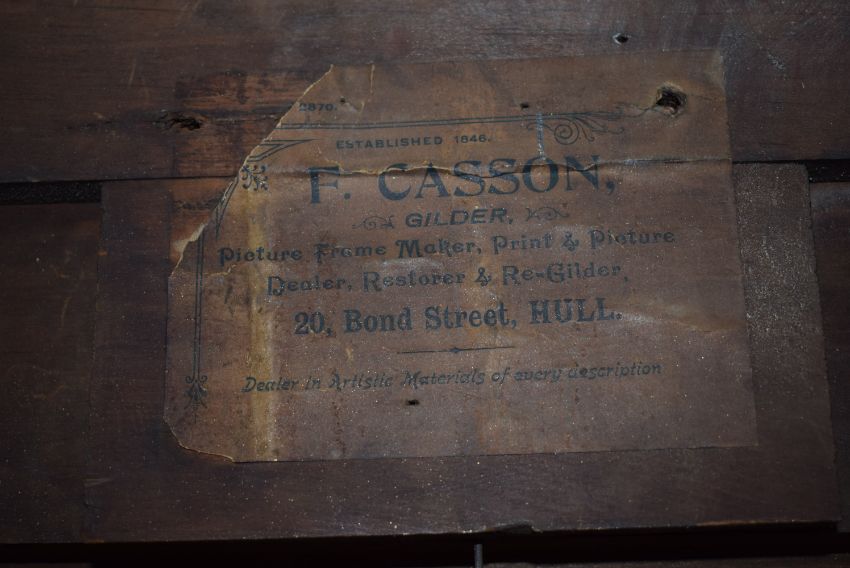 2870.
ESTABLISHED 1846.
F. CASSON,
GILDER,
Picture Frame Maker, Print & Picture
Dealer, Restorer & Re-Gilder,
20, Bond Street, HULL.
Dealer in Artistic Materials of every description